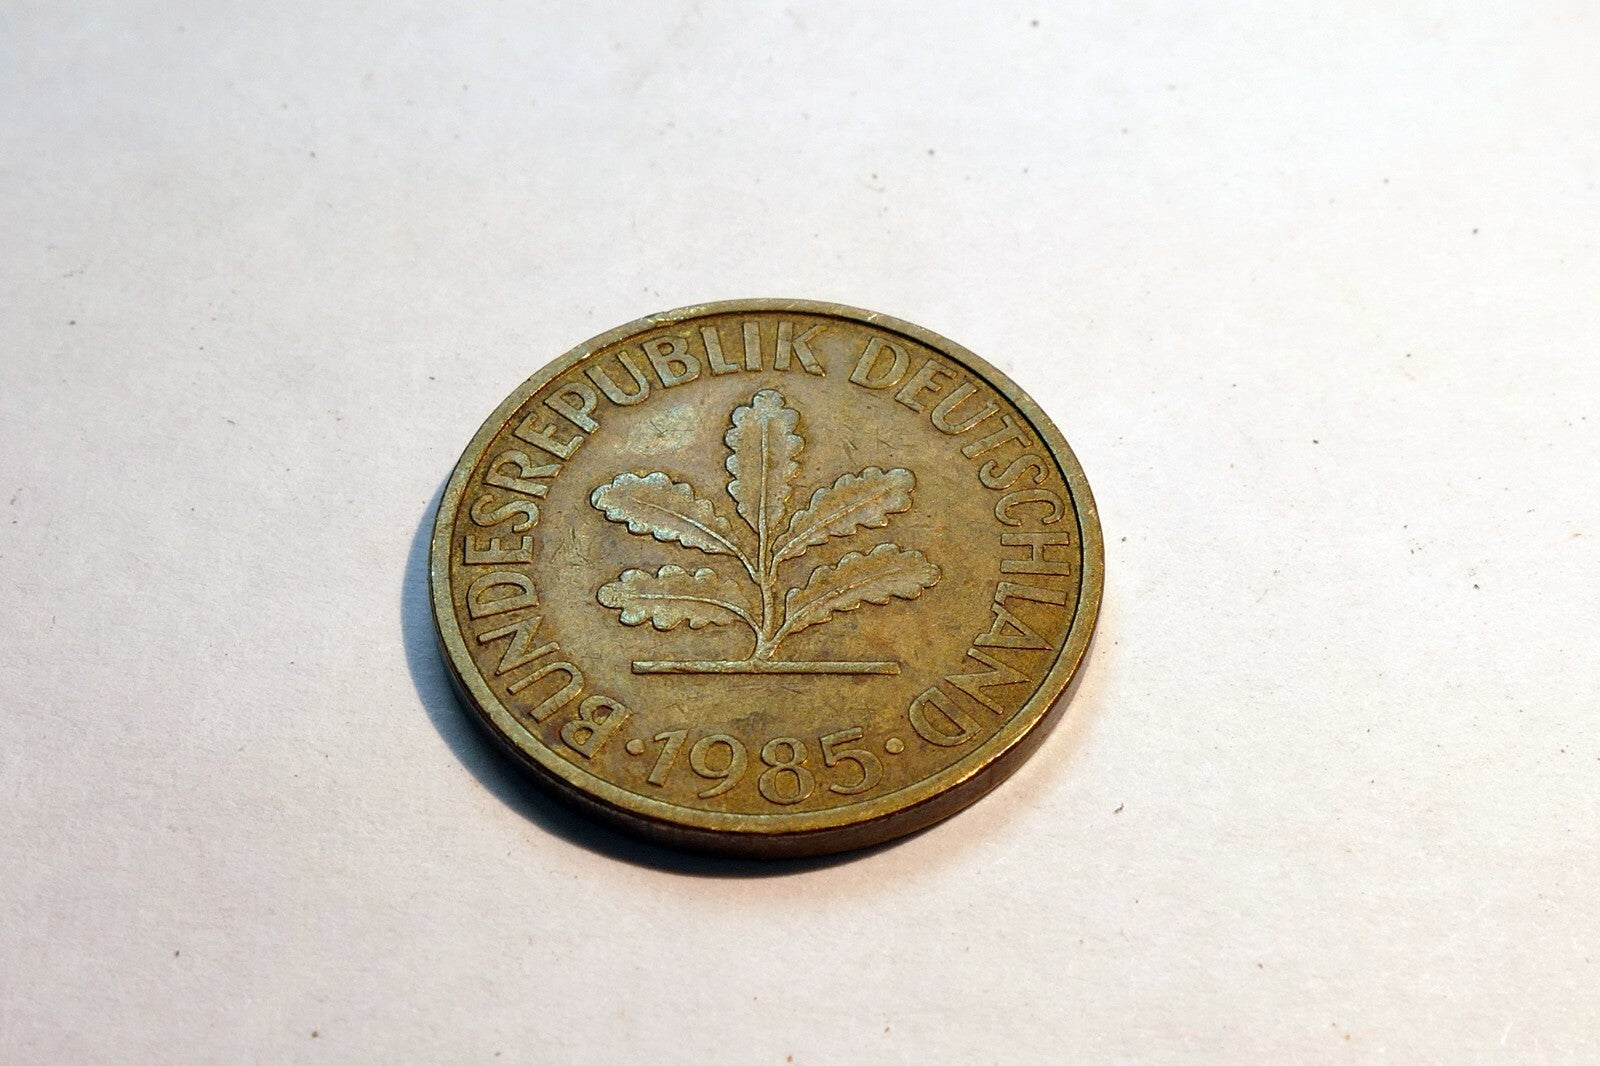 BUNDESREPUBLIK DEUTSCHLAND
·1985·